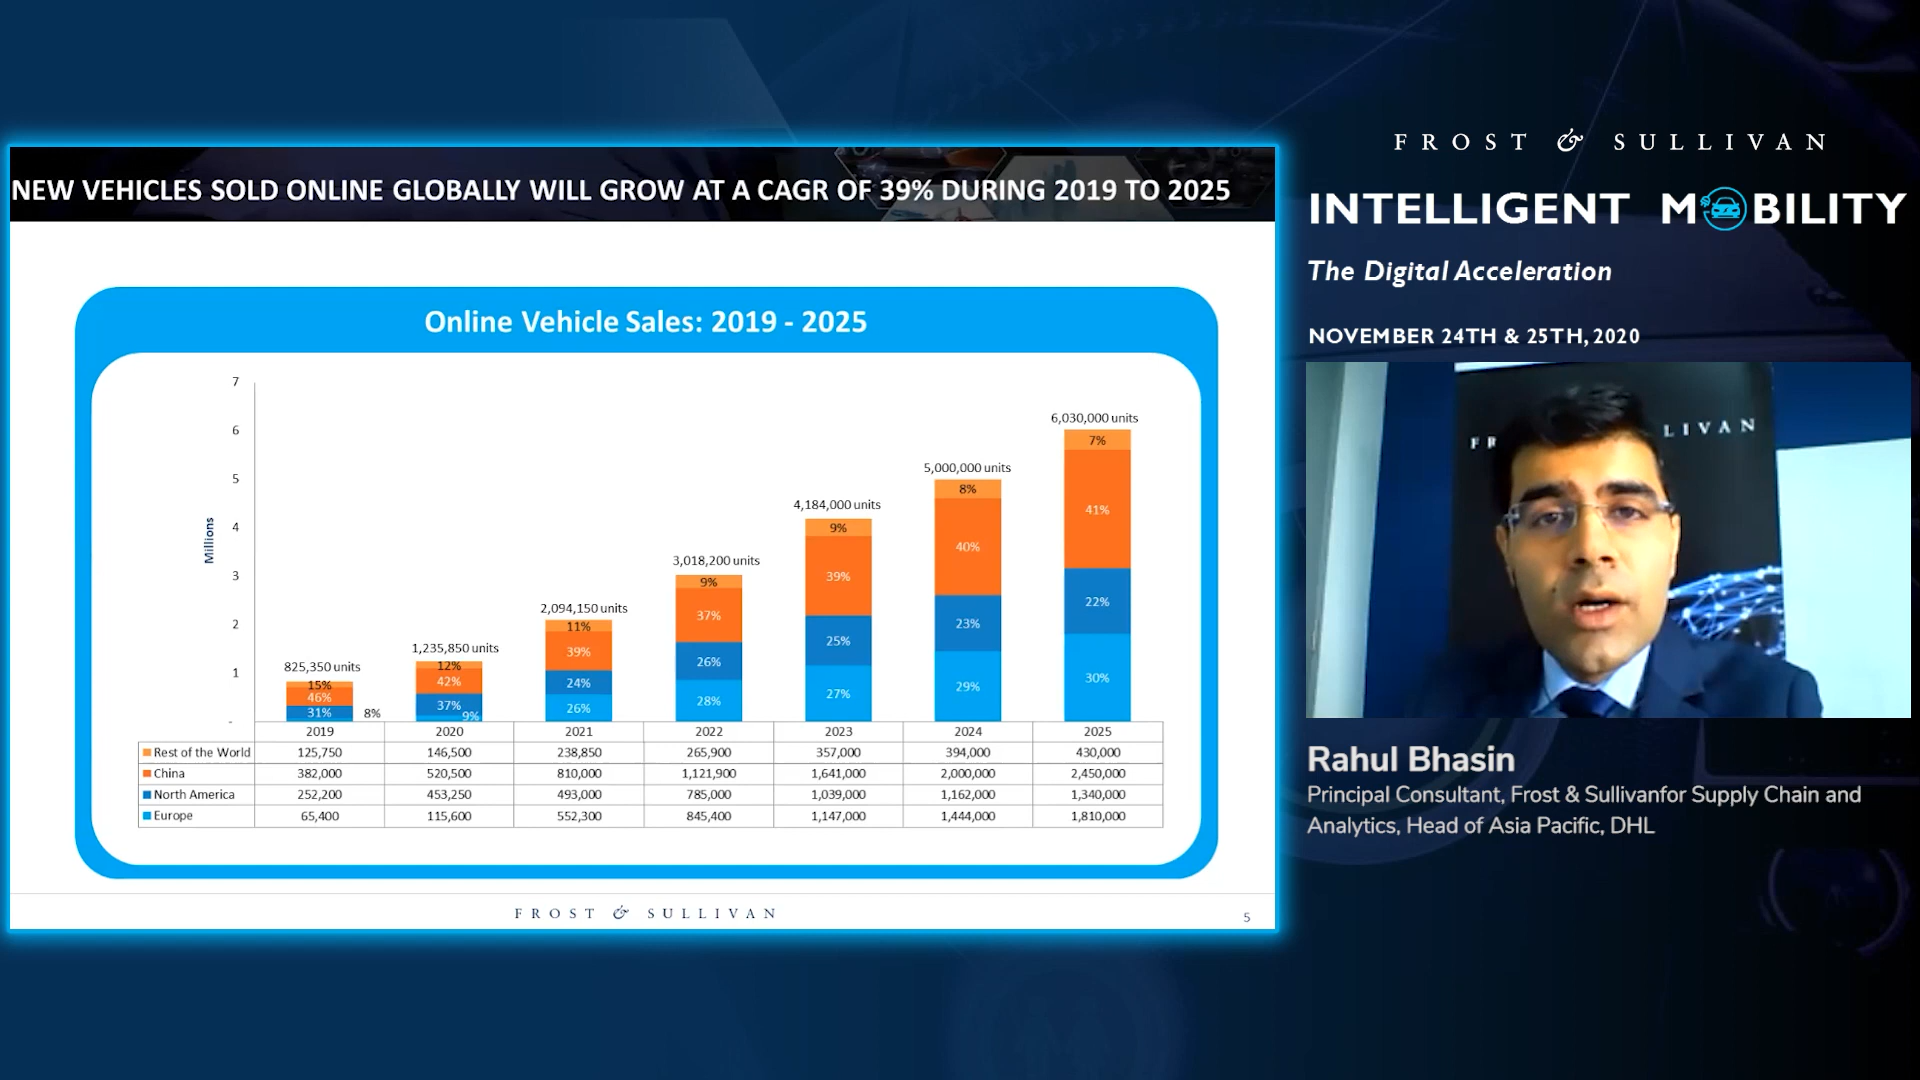 NEW VEHICLES SOLD ONLINE GLOBALLY WILL GROW AT A CAGR OF 39% DURING 2019 TO 2025
Online Vehicle Sales: 2019 - 2025
Millions
7
6
5
4
3
2
1
-
825,350 units
15%
46%
31%
8%
1,235,850 units
12%
42%
37%
9%
2,094,150 units
11%
39%
24%
26%
3,018,200 units
9%
37%
26%
28%
4,184,000 units
9%
39%
25%
27%
5,000,000 units
8%
40%
23%
29%
6,030,000 units
7%
41%
22%
30%
2019 2020 2021 2022 2023 2024 2025
Rest of the World 125,750 146,500 238,850 265,900 357,000 394,000 430,000
China 382,000 520,500 810,000 1,121,900 1,641,000 2,000,000 2,450,000
North America 252,200 453,250 493,000 785,000 1,039,000 1,162,000 1,340,000
Europe 65,400 115,600 552,300 845,400 1,147,000 1,444,000 1,810,000
FROST & SULLIVAN
5
FROST & SULLIVAN
INTELLIGENT MOBILITY
The Digital Acceleration
NOVEMBER 24TH & 25TH, 2020
FR LIVAN
Rahul Bhasin
Principal Consultant, Frost & Sullivanfor Supply Chain and
Analytics, Head of Asia Pacific, DHL